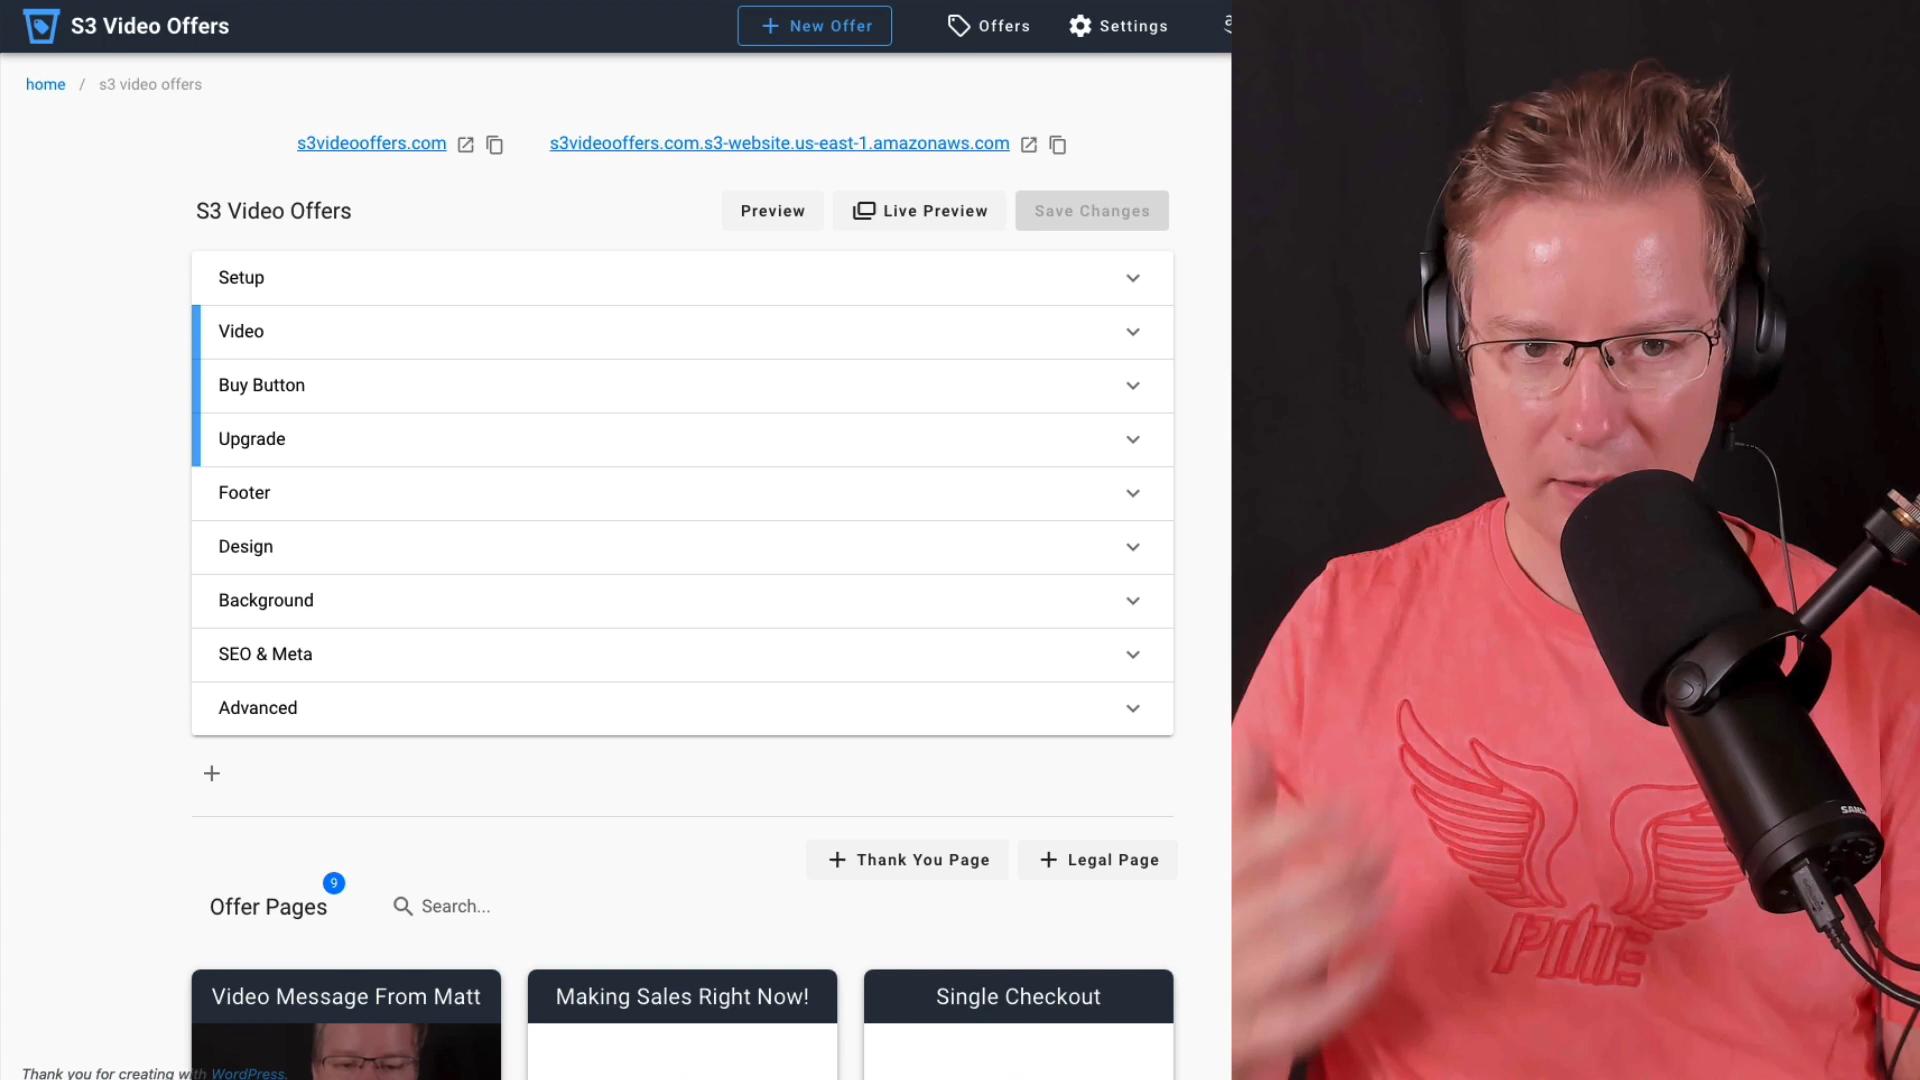 S3 Video Offers
New Offer
Offers
Settings
home / s3 video offers
s3videooffers.com
s3videooffers.com.s3-website.us-east-1.amazonaws.com
S3 Video Offers
Preview
Live Preview
Save Changes
Setup
Video
Buy Button
Upgrade
Footer
Design
Background
SEO & Meta
Advanced
Thank You Page
Legal Page
Offer Pages
9
Search...
Video Message From Matt
Making Sales Right Now!
Single Checkout
Thank you for creating with WordPress.